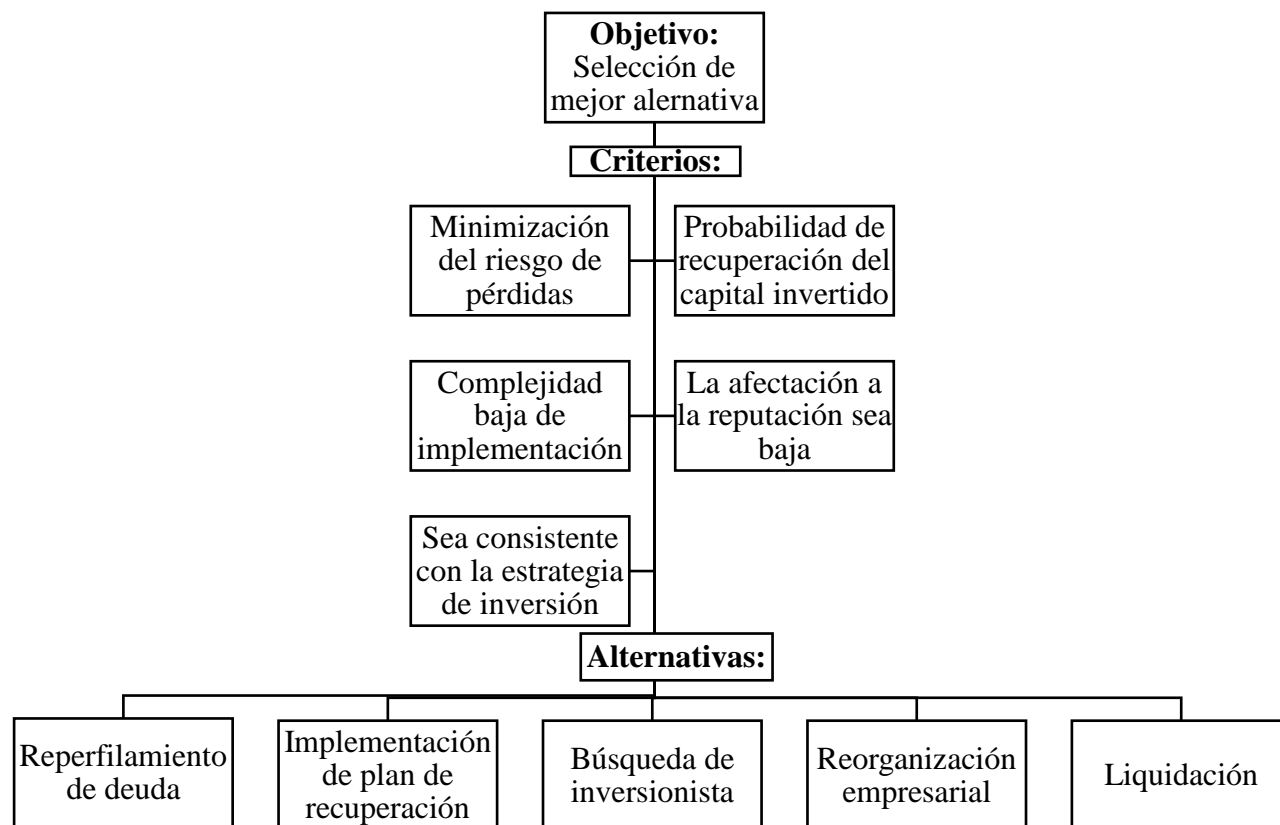 Objetivo:
Selección de
mejor alernativa
Criterios:
Minimización
del riesgo de
pérdidas
Probabilidad de
recuperación del
capital invertido
Complejidad
baja de
implementación
La afectación a
la reputación sea
baja
Sea consistente
con la estrategia
de inversión
Alternativas:
Reperfilamiento
de deuda
Implementación
de plan de
recuperación
Búsqueda de
inversionista
Reorganización
empresarial
Liquidación